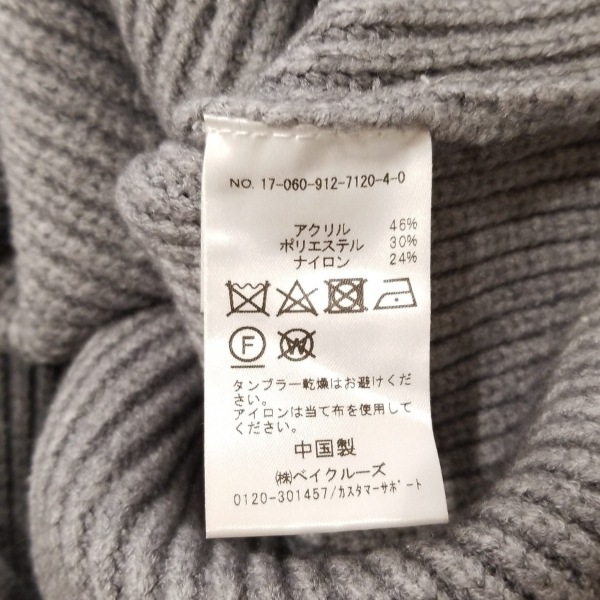 NO. 17-060-912-7120-4-0
アクリル 46%
ポリエステル 30%
ナイロン 24%
F W
タンブラー乾燥はお避けくだ
さい。
アイロンは当て布を使用して
ください。
中国製
㈱ベイクルーズ
0120-301457/カスタマーサポート